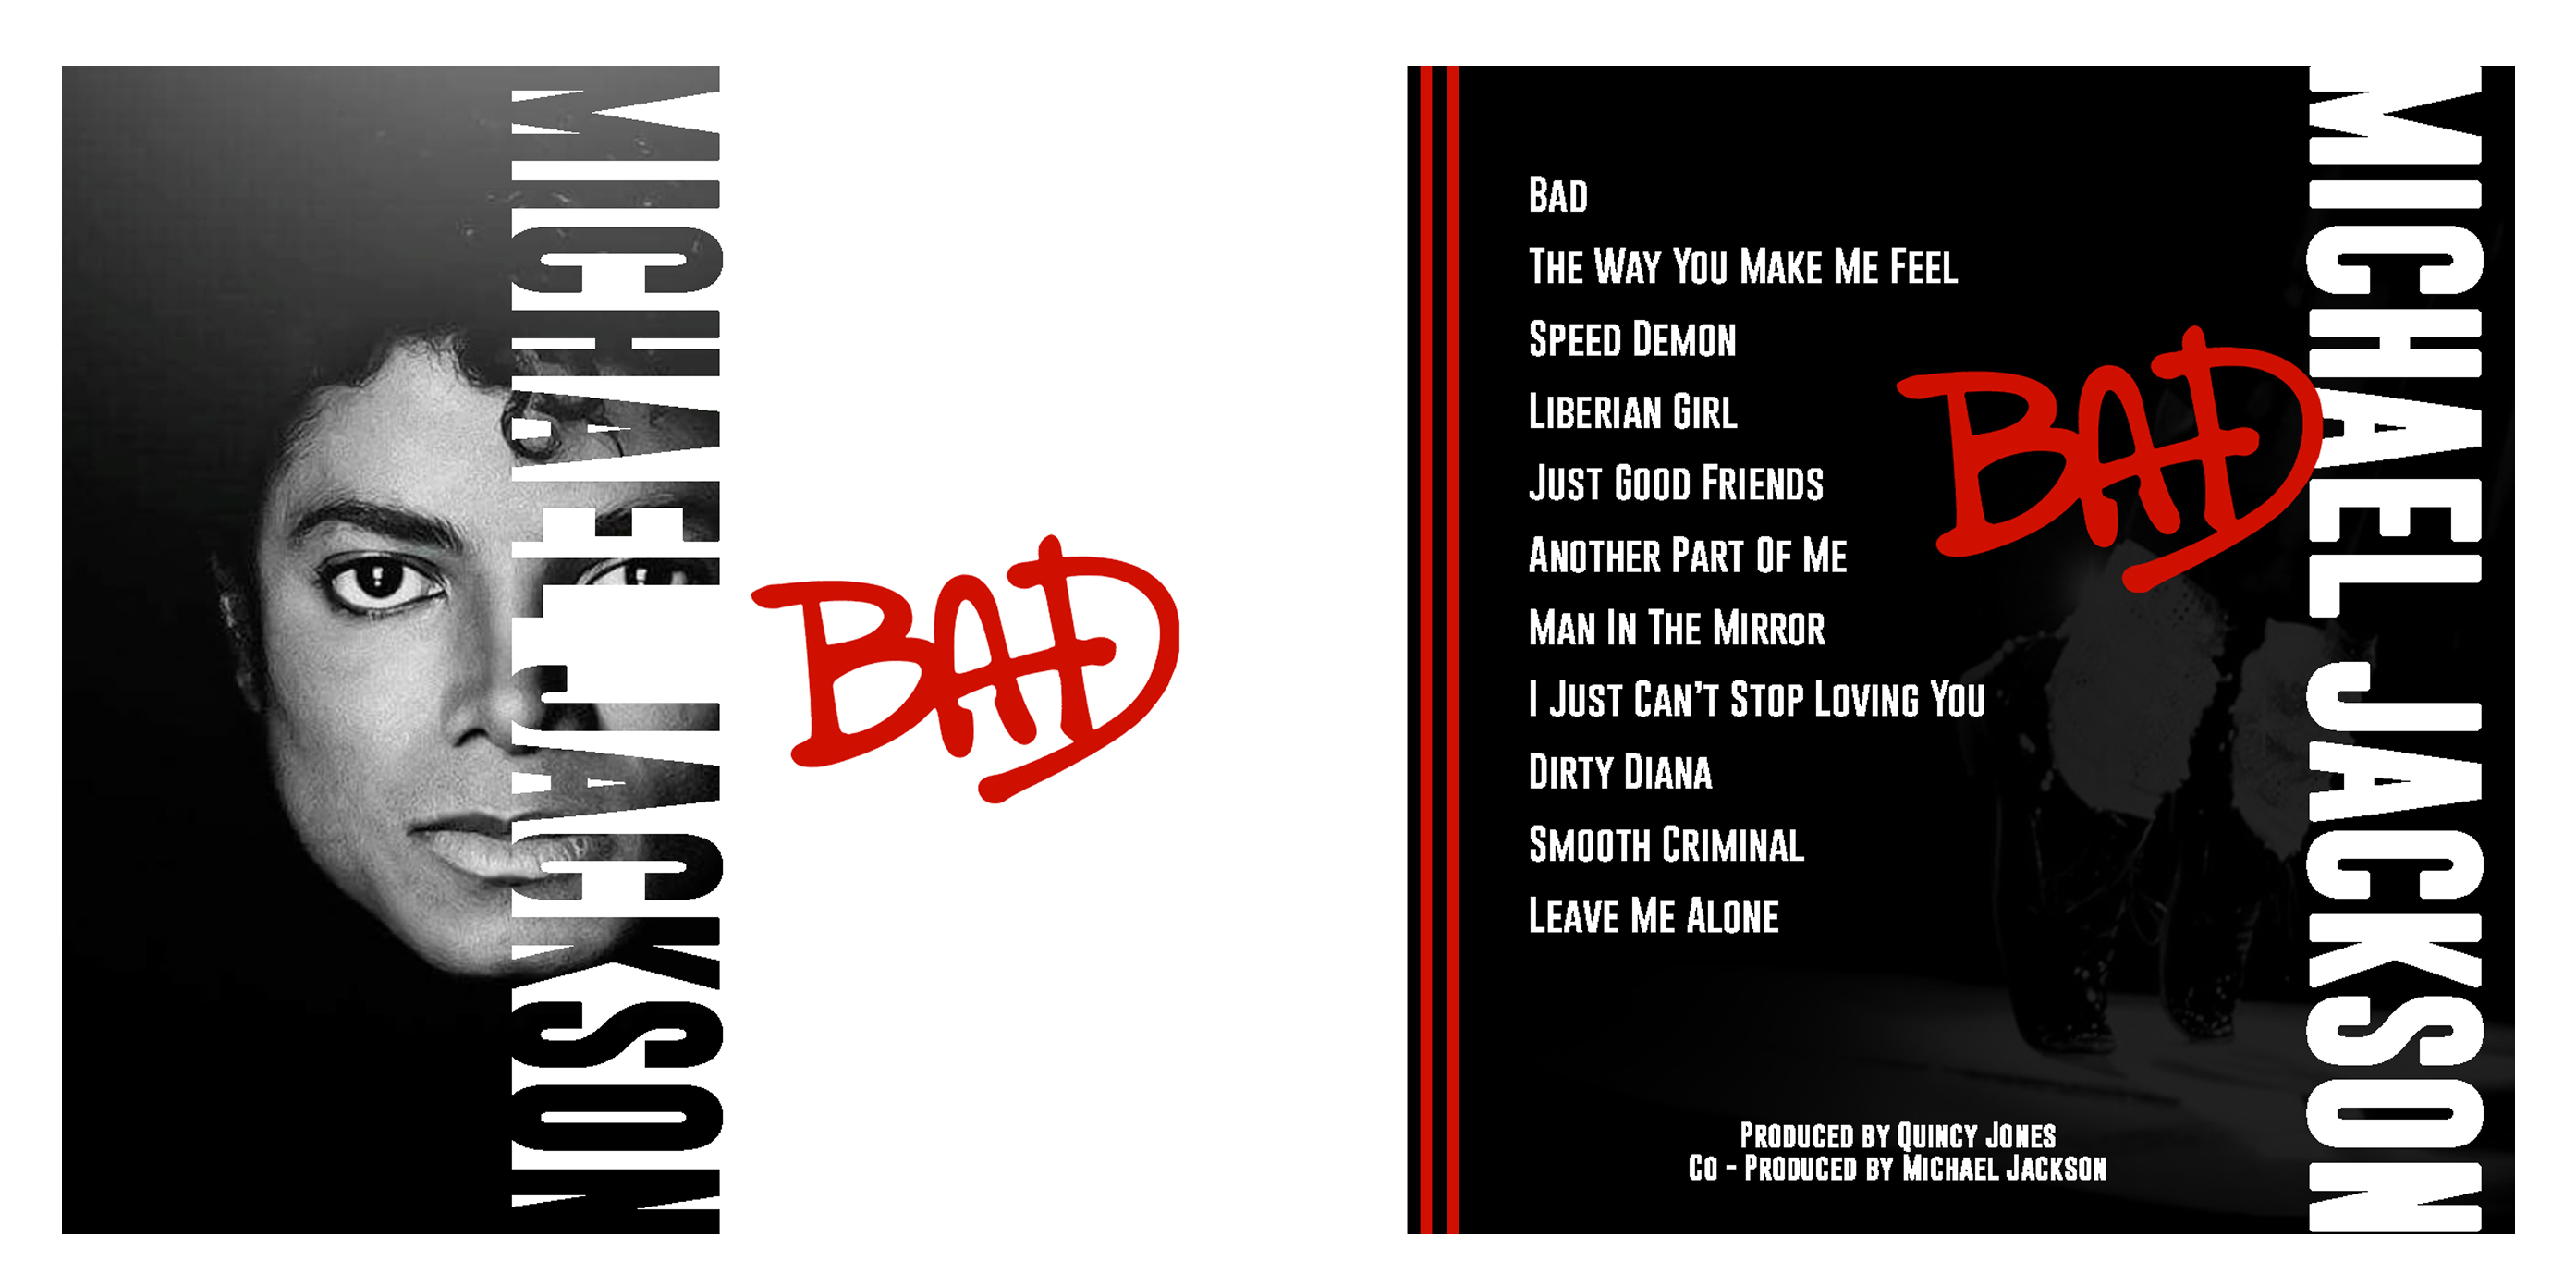 MICHAEL JACKSON
BAD
BAD
THE WAY YOU MAKE ME FEEL
SPEED DEMON
LIBERIAN GIRL
JUST GOOD FRIENDS
ANOTHER PART OF ME
MAN IN THE MIRROR
I JUST CAN'T STOP LOVING YOU
DIRTY DIANA
SMOOTH CRIMINAL
LEAVE ME ALONE
BAD
MICHAEL JACKSON
PRODUCED BY QUINCY JONES
CO - PRODUCED BY MICHAEL JACKSON